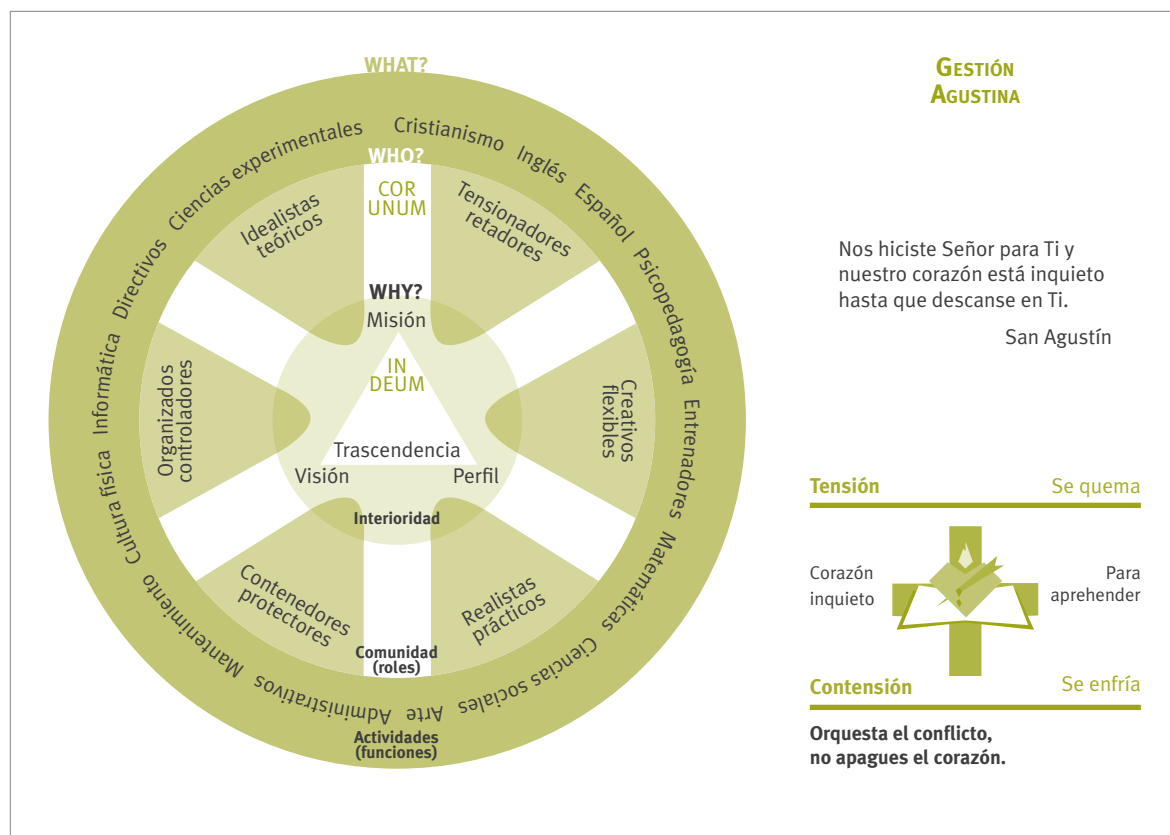 WHAT?
Cristianismo Inglés Español Psicopedagogía Entrenadores Matemáticas Ciencias sociales Arte Administrativos Mantenimiento Cultura física Informática Directivos Ciencias experimentales
WHO?
COR
UNUM
Idealistas
teóricos
Tensionadores
retadores
WHY?
Misión
IN
DEUM
Organizados
controladores
Creativos
flexibles
Trascendencia
Visión
Perfil
Interioridad
Contenedores
protectores
Realistas
prácticos
Comunidad
(roles)
Actividades
(funciones)
GESTIÓN
AGUSTINA
Nos hiciste Señor para Ti y
nuestro corazón está inquieto
hasta que descanse en Ti.
San Agustín
Tensión Se quema
Corazón
inquieto
Para
aprehender
Contensión Se enfría
Orquesta el conflicto,
no apagues el corazón.